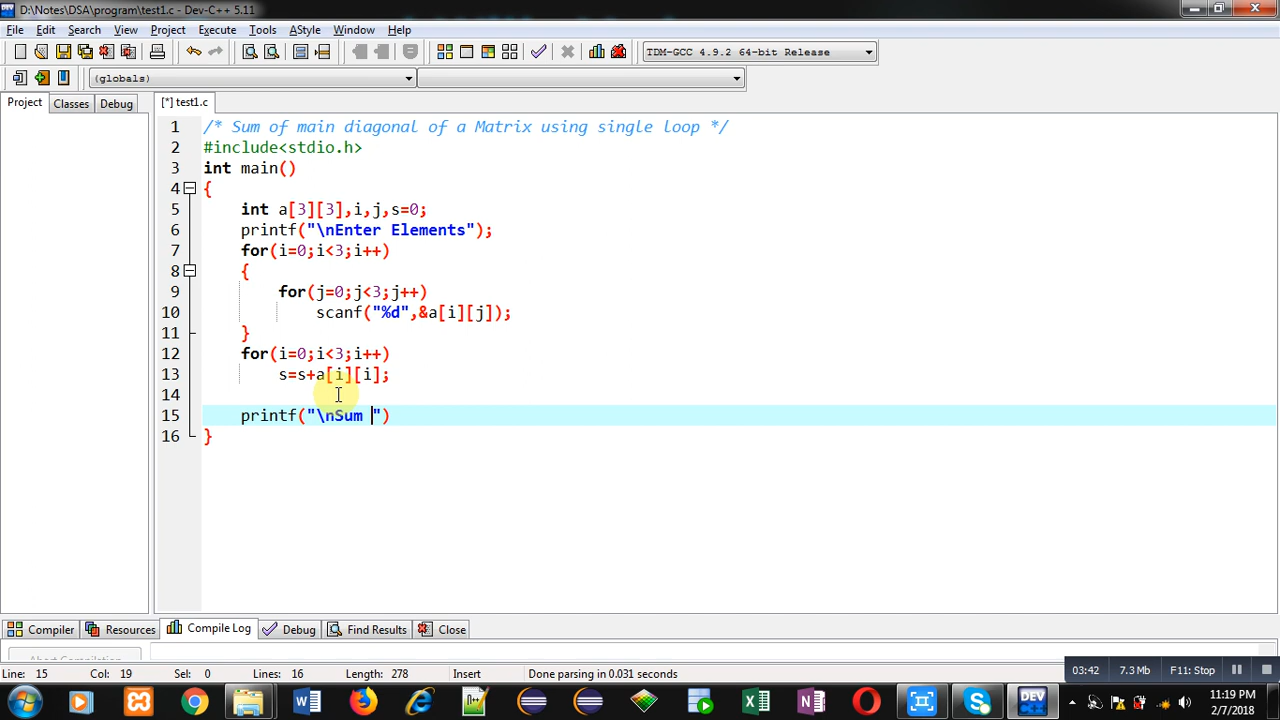 D:\Notes\DSA\program\test1.c - Dev-C++ 5.11
File Edit Search View Project Execute Tools AStyle Window Help
TDM-GCC 4.9.2 64-bit Release
(globals)
Project Classes Debug [*] test1.c
1 /* Sum of main diagonal of a Matrix using single loop */
2 #include<stdio.h>
3 int main()
4 {
5 int a[3][3],i,j,s=0;
6 printf("\nEnter Elements");
7 for(i=0;i<3;i++)
8 {
9 for(j=0;j<3;j++)
10 scanf("%d",&a[i][j]);
11 }
12 for(i=0;i<3;i++)
13 s=s+a[i][i];
14
15 printf("\nSum ")
16 }
Compiler Resources Compile Log Debug Find Results Close
Abort Compilation
Line: 15 Col: 19 Sel: 0 Lines: 16 Length: 278 Insert Done parsing in 0.031 seconds
03:42 7.3 Mb F11: Stop
DEV
11:19 PM
2/7/2018